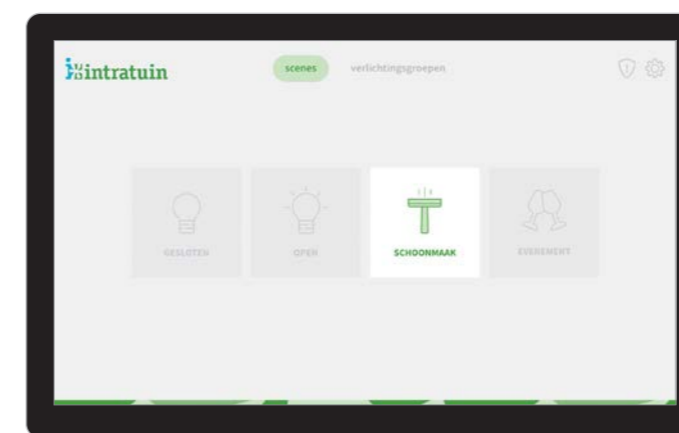 intratuin
scenes verlichtingsgroepen
GESLOTEN OPEN SCHOONMAAK EVENEMENT